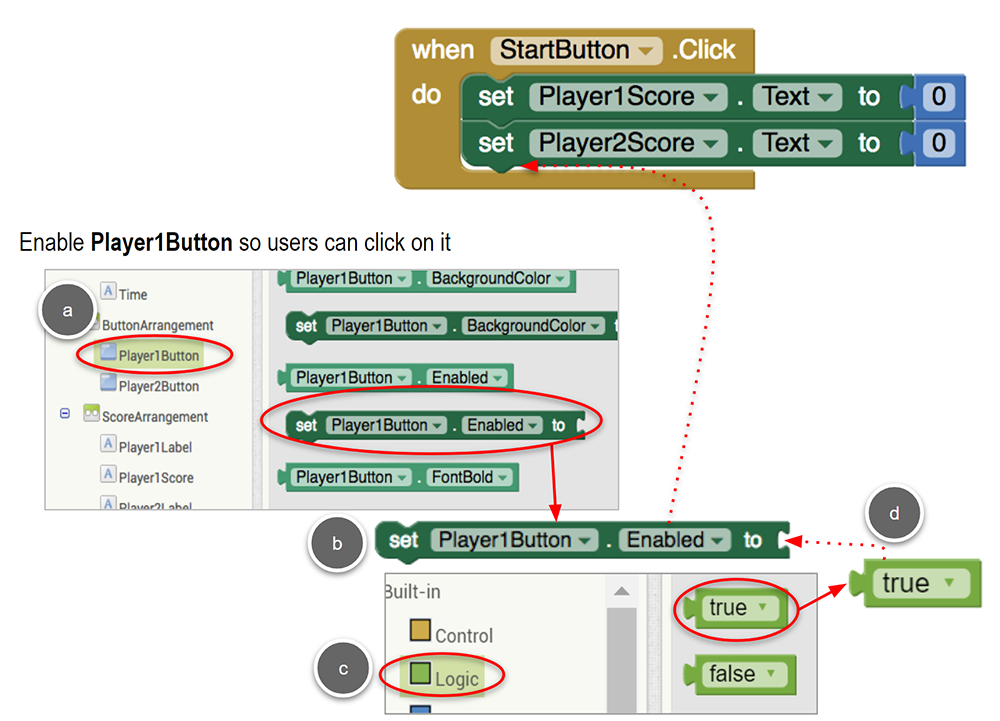 when StartButton .Click
do set Player1Score . Text to 0
set Player2Score . Text to 0
Enable Player1Button so users can click on it
a
Time
ButtonArrangement
Player1Button
Player2Button
ScoreArrangement
Player1Label
Player1Score
Player2Label
Player1Button . BackgroundColor
set Player1Button . BackgroundColor t
Player1Button . Enabled
set Player1Button . Enabled to
Player1Button . FontBold
b
set Player1Button . Enabled to
d
true
c
Built-in
Control
Logic
true
false